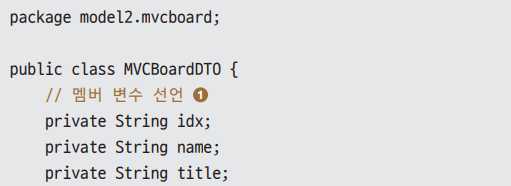 package model2.mvcboard;

public class MVCBoardDTO {
    // 멤버 변수 선언 ❶
    private String idx;
    private String name;
    private String title;